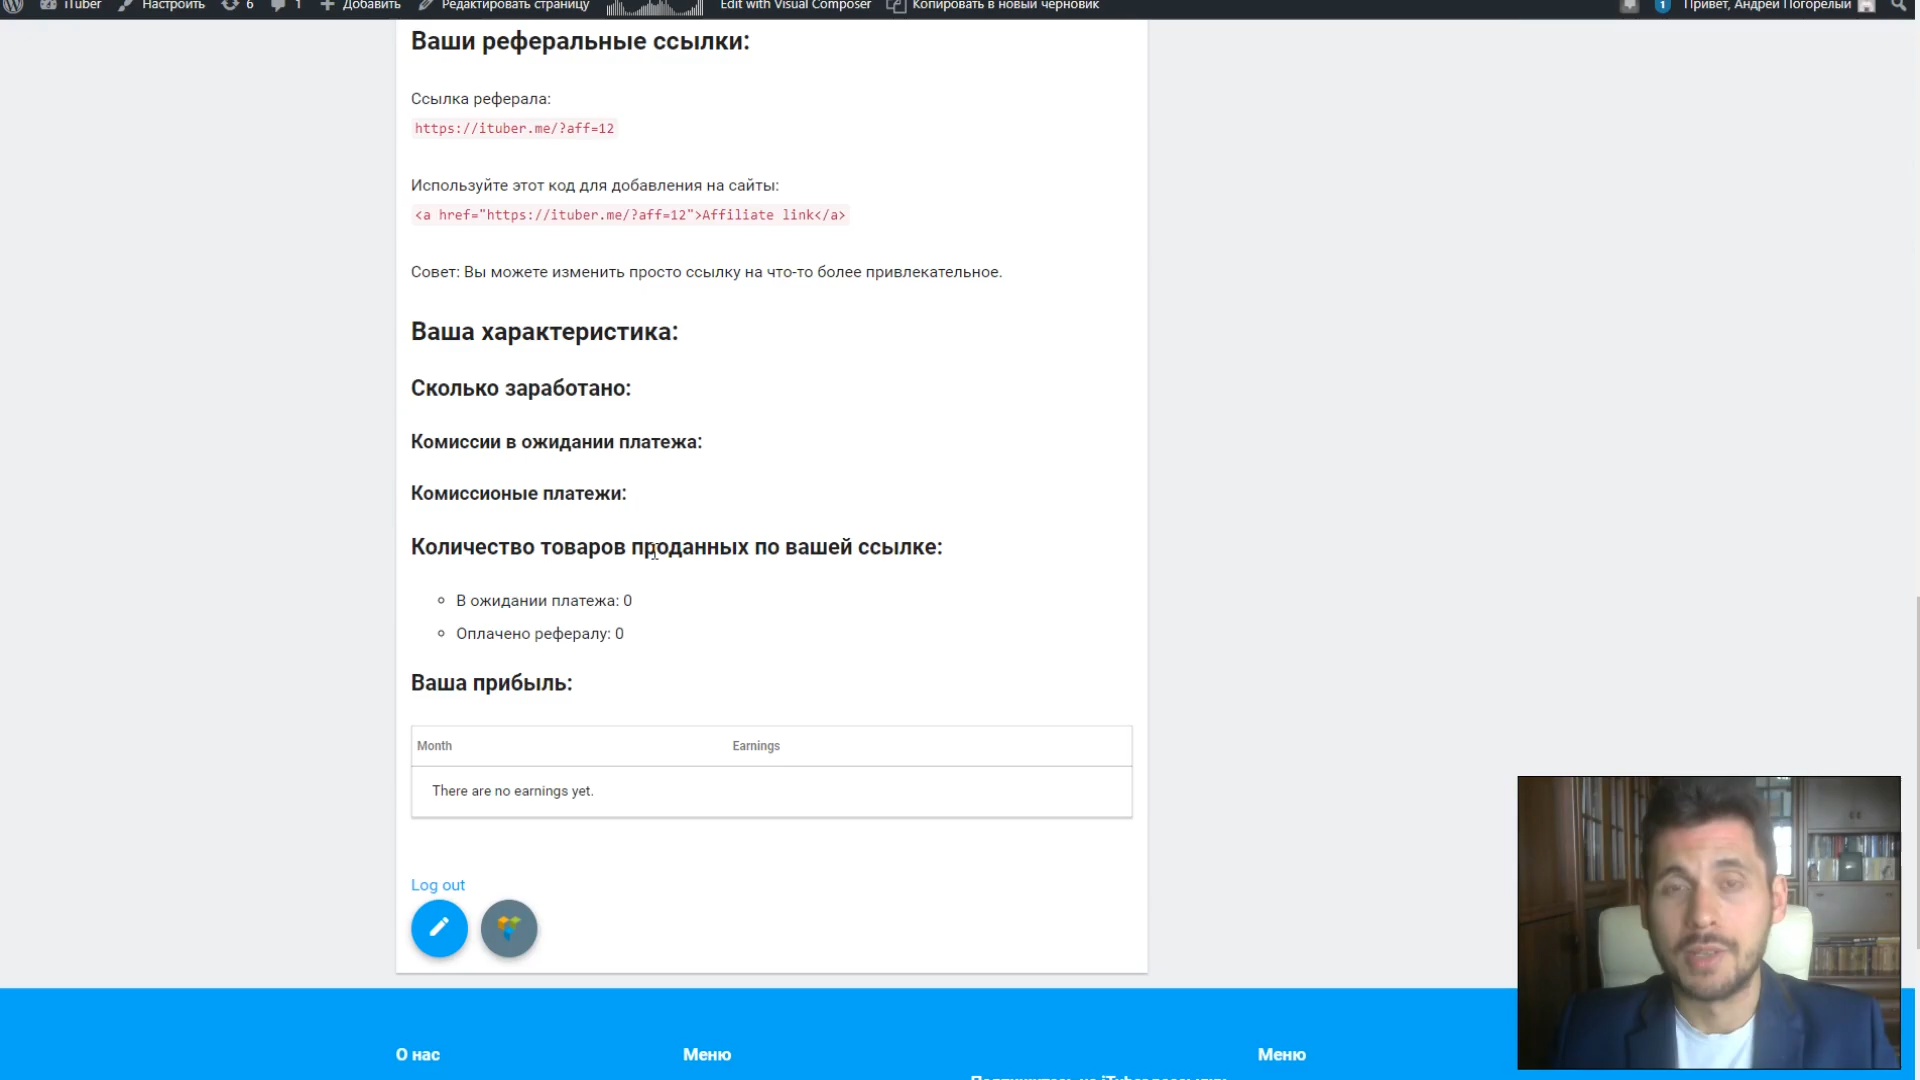 iTuber Настроить 6 1 Добавить Редактировать страницу Edit with Visual Composer Копировать в новый черновик 1 Привет, Андрей Погорелый
Ваши реферальные ссылки:
Ссылка реферала:
https://ituber.me/?aff=12
Используйте этот код для добавления на сайты:
<a href="https://ituber.me/?aff=12">Affiliate link</a>
Совет: Вы можете изменить просто ссылку на что-то более привлекательное.
Ваша характеристика:
Сколько заработано:
Комиссии в ожидании платежа:
Комиссионые платежи:
Количество товаров проданных по вашей ссылке:
В ожидании платежа: 0
Оплачено рефералу: 0
Ваша прибыль:
Month Earnings
There are no earnings yet.
Log out
О нас Меню Меню